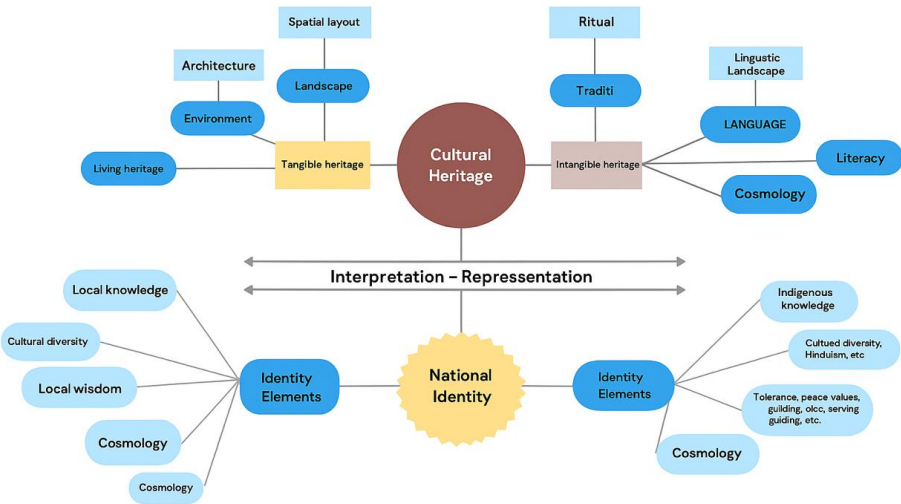 Spatial layout
Ritual
Architecture
Lingustic
Landscape
Landscape
Traditi
Environment
LANGUAGE
Cultural
Heritage
Living heritage
Tangible heritage
Intangible heritage
Literacy
Cosmology
Interpretation – Repressentation
Local knowledge
Indigenous
knowledge
Cultural diversity
Cultued diversity,
Hinduism, etc
Local wisdom
Identity
Elements
National
Identity
Identity
Elements
Tolerance, peace values,
guilding, olcc, serving
guiding, etc.
Cosmology
Cosmology
Cosmology